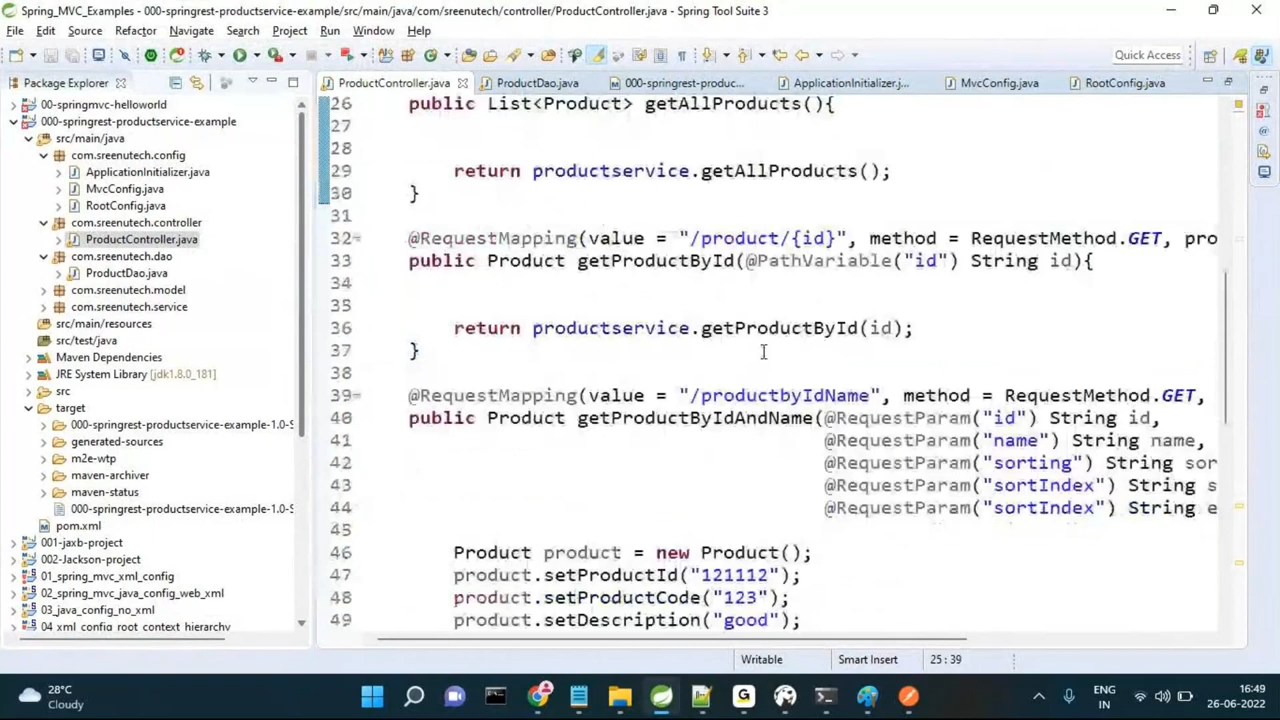 Spring_MVC_Examples - 000-springrest-productservice-example/src/main/java/com/sreenutech/controller/ProductController.java - Spring Tool Suite 3
File Edit Source Refactor Navigate Search Project Run Window Help
Quick Access
Package Explorer
ProductController.java
ProductDao.java
000-springrest-produc...
ApplicationInitializer.j...
MvcConfig.java
RootConfig.java
00-springmvc-helloworld
000-springrest-productservice-example
src/main/java
com.sreenutech.config
ApplicationInitializer.java
MvcConfig.java
RootConfig.java
com.sreenutech.controller
ProductController.java
com.sreenutech.dao
ProductDao.java
com.sreenutech.model
com.sreenutech.service
src/main/resources
src/test/java
Maven Dependencies
JRE System Library [jdk1.8.0_181]
src
target
000-springrest-productservice-example-1.0-S
generated-sources
m2e-wtp
maven-archiver
maven-status
000-springrest-productservice-example-1.0-S
pom.xml
001-jaxb-project
002-Jackson-project
01_spring_mvc_xml_config
02_spring_mvc_java_config_web_xml
03_java_config_no_xml
04 xml config root context hierarchy
26 public List<Product> getAllProducts(){
27
28
29 return productservice.getAllProducts();
30 }
31
32 @RequestMapping(value = "/product/{id}", method = RequestMethod.GET, pro
33 public Product getProductById(@PathVariable("id") String id){
34
35
36 return productservice.getProductById(id);
37 }
38
39 @RequestMapping(value = "/productbyIdName", method = RequestMethod.GET,
40 public Product getProductByIdAndName(@RequestParam("id") String id,
41 @RequestParam("name") String name,
42 @RequestParam("sorting") String sor
43 @RequestParam("sortIndex") String s
44 @RequestParam("sortIndex") String e
45
46 Product product = new Product();
47 product.setProductId("121112");
48 product.setProductCode("123");
49 product.setDescription("good");
Writable Smart Insert 25 : 39
28°C
Cloudy
ENG
IN
16:49
26-06-2022